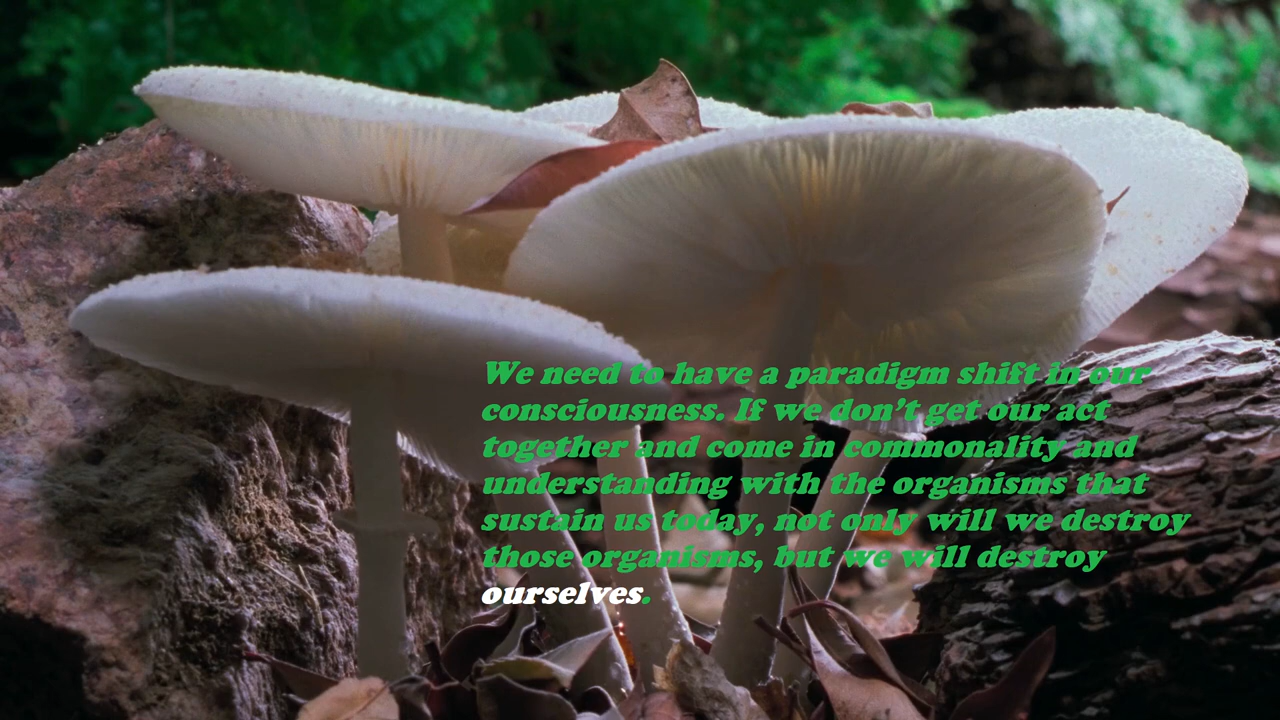 We need to have a paradigm shift in our
consciousness. If we don’t get our act
together and come in commonality and
understanding with the organisms that
sustain us today, not only will we destroy
those organisms, but we will destroy
ourselves.